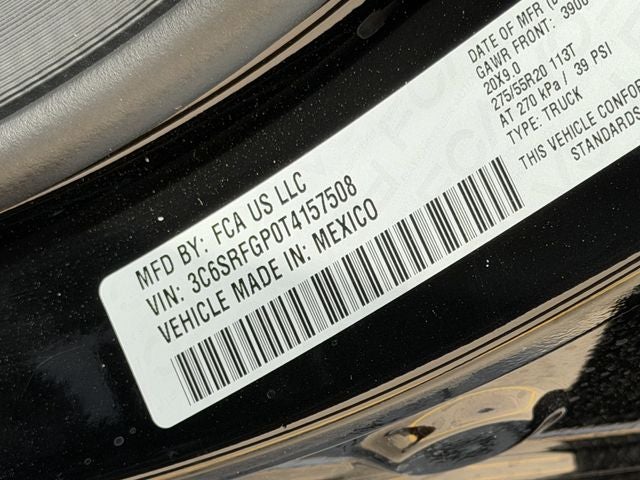 MFD BY: FCA US LLC
VIN: 3C6SRFGP0T4157508
VEHICLE MADE IN: MEXICO
DATE OF MFR
GAWR FRONT:
20X9.0
275/55R20 113T
AT 270 kPa / 39 PSI
TYPE: TRUCK
THIS VEHICLE
STANDARDS